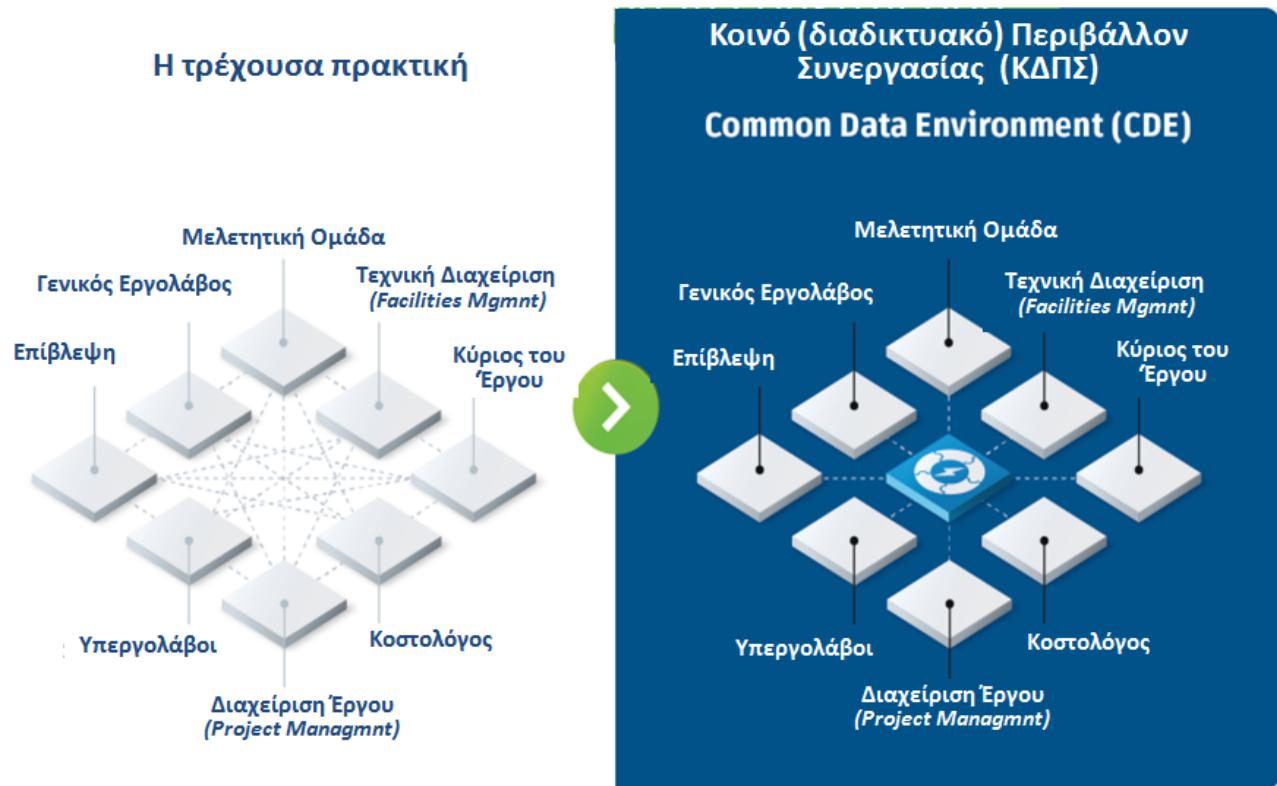 Η τρέχουσα πρακτική
Μελετητική Ομάδα
Γενικός Εργολάβος
Τεχνική Διαχείριση
(Facilities Mgmnt)
Επίβλεψη
Κύριος του
Έργου
Υπεργολάβοι
Κοστολόγος
Διαχείριση Έργου
(Project Managmnt)
Κοινό (διαδικτυακό) Περιβάλλον
Συνεργασίας (ΚΔΠΣ)
Common Data Environment (CDE)
Μελετητική Ομάδα
Γενικός Εργολάβος
Τεχνική Διαχείριση
(Facilities Mgmnt)
Επίβλεψη
Κύριος του
Έργου
Υπεργολάβοι
Κοστολόγος
Διαχείριση Έργου
(Project Managmnt)